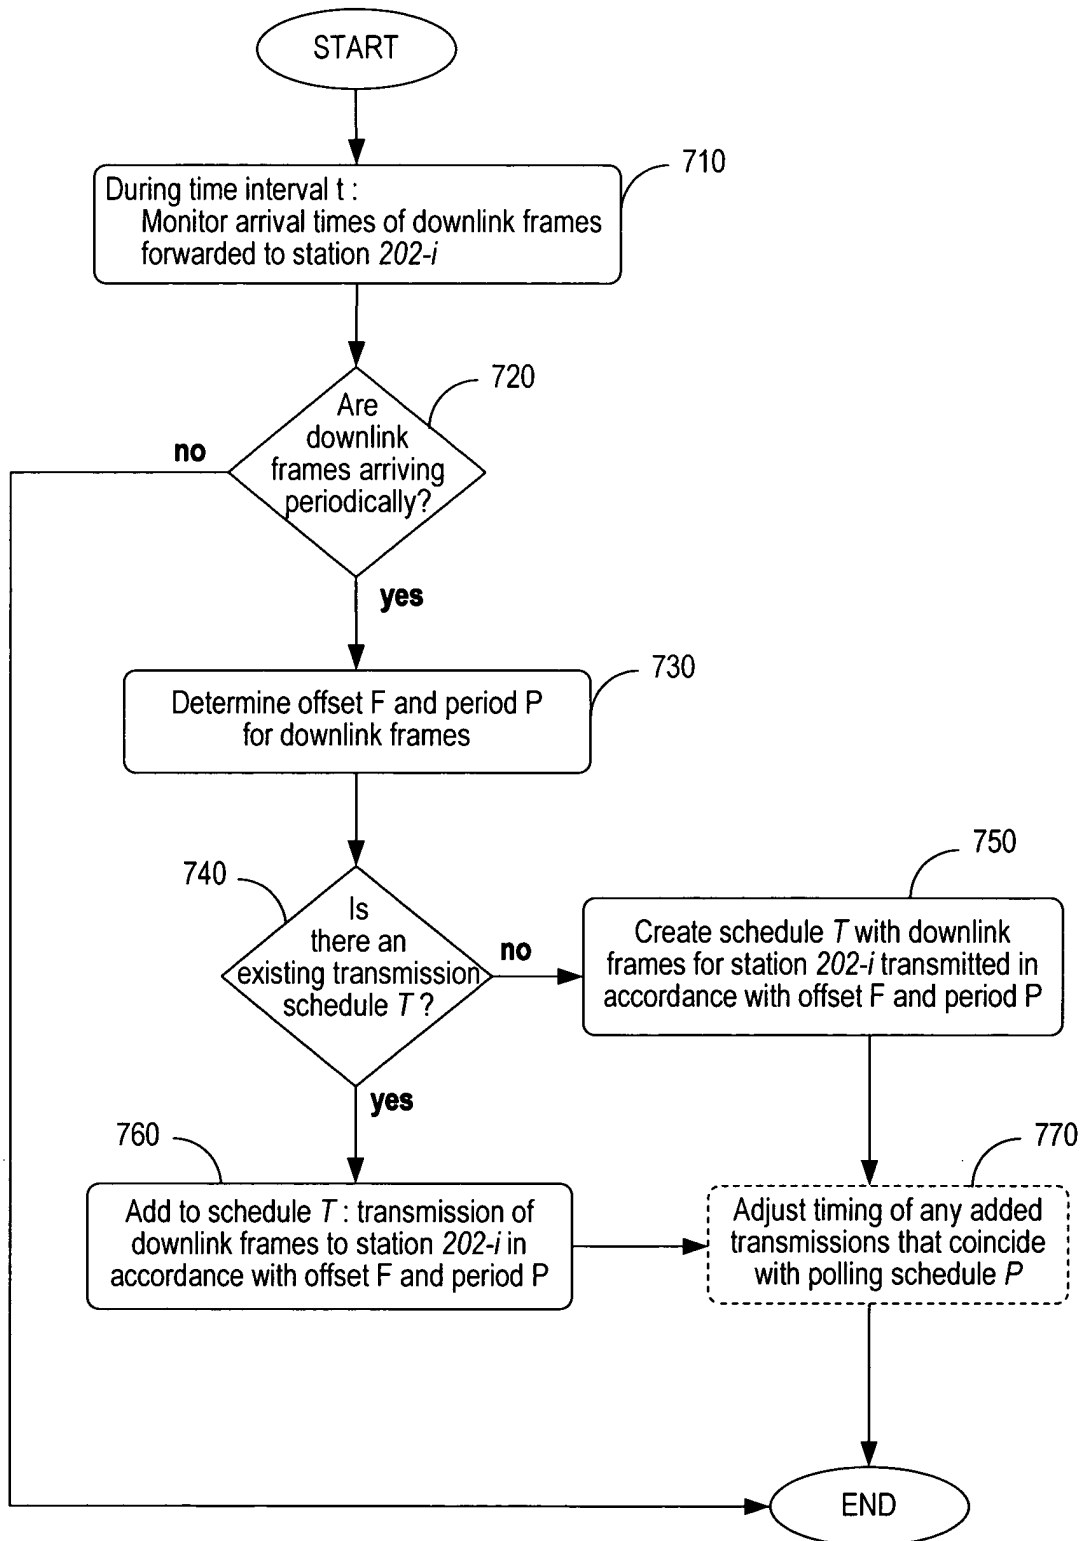 START
710
During time interval t :
Monitor arrival times of downlink frames
forwarded to station 202-i
720
Are
downlink
frames arriving
periodically?
no
yes
730
Determine offset F and period P
for downlink frames
740
Is
there an
existing transmission
schedule T ?
no
yes
750
Create schedule T with downlink
frames for station 202-i transmitted in
accordance with offset F and period P
760
Add to schedule T : transmission of
downlink frames to station 202-i in
accordance with offset F and period P
770
Adjust timing of any added
transmissions that coincide
with polling schedule P
END